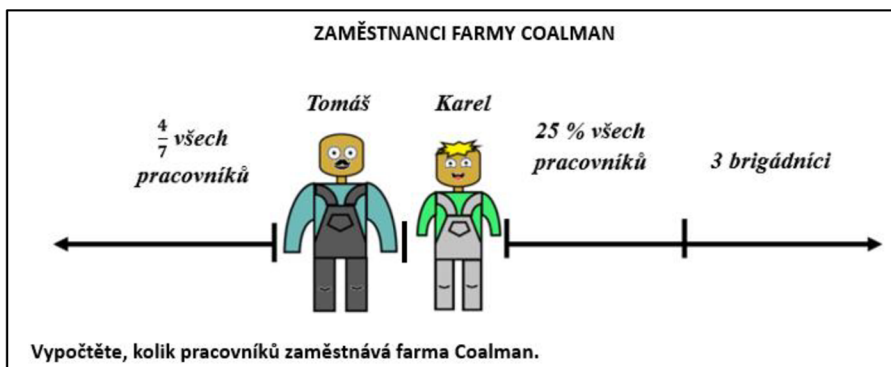 ZAMĚSTNANCI FARMY COALMAN
4/7 všech
pracovníků
Tomáš
Karel
25 % všech
pracovníků
3 brigádníci
Vypočtěte, kolik pracovníků zaměstnává farma Coalman.